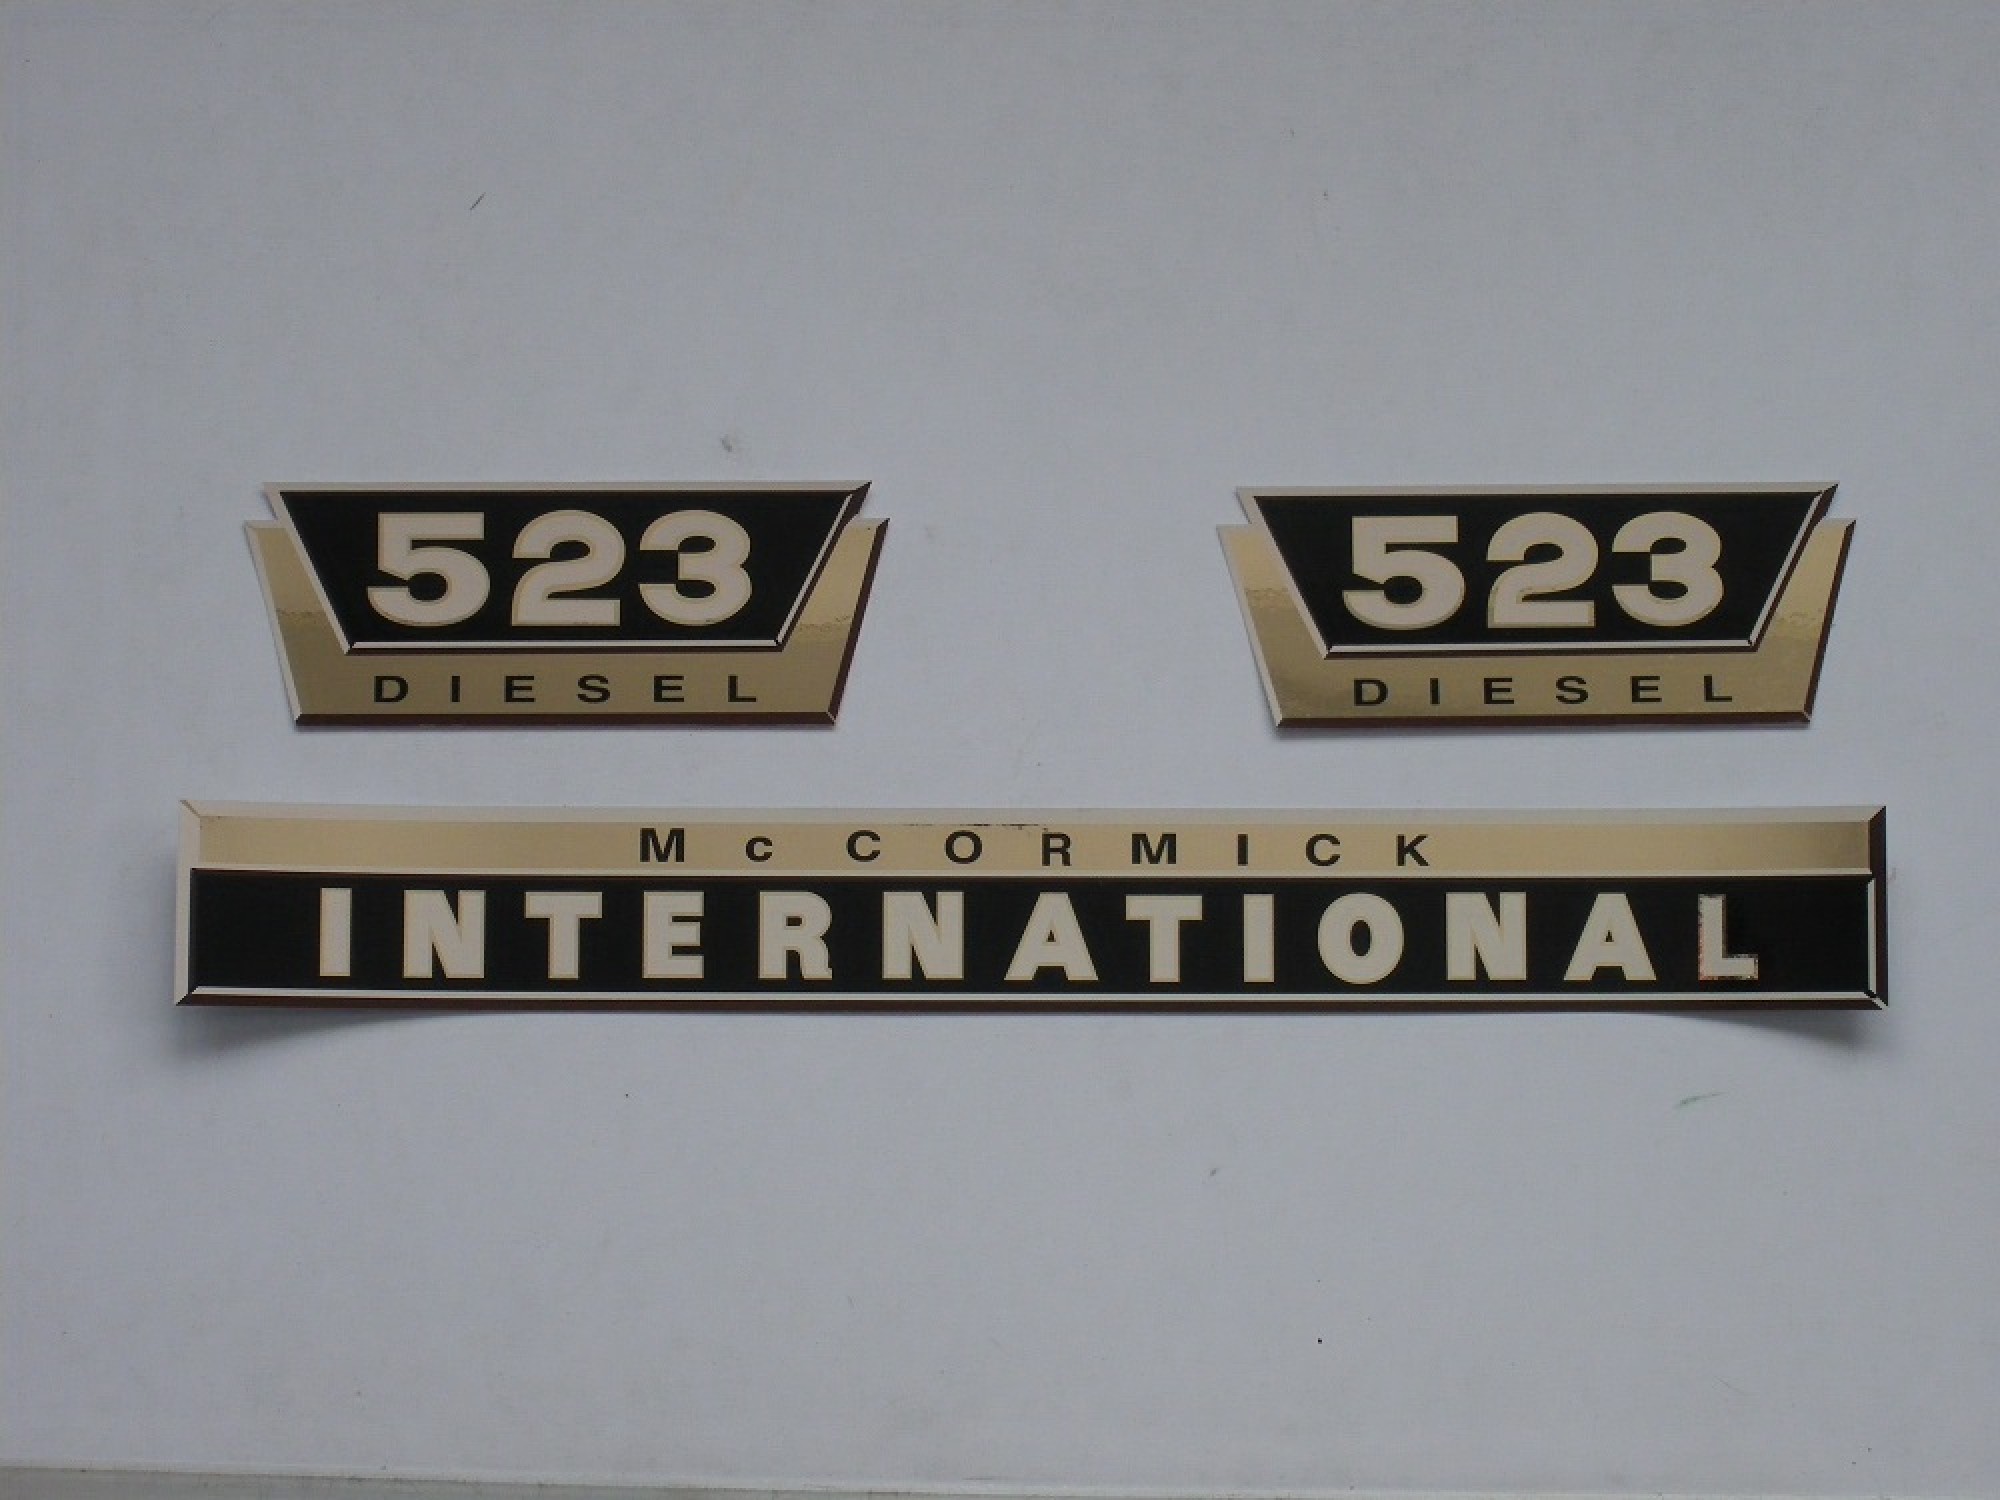 523
DIESEL
523
DIESEL
McCORMICK
INTERNATIONAL